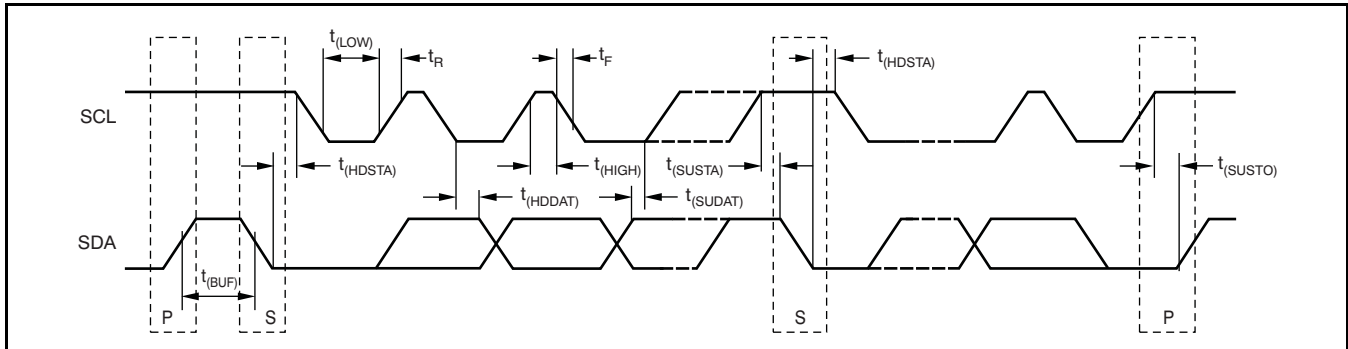 t(LOW)
tR
tF
t(HDSTA)
SCL
t(HDSTA)
t(HIGH)
t(SUSTA)
t(SUSTO)
t(HDDAT)
t(SUDAT)
SDA
t(BUF)
P
S
S
P